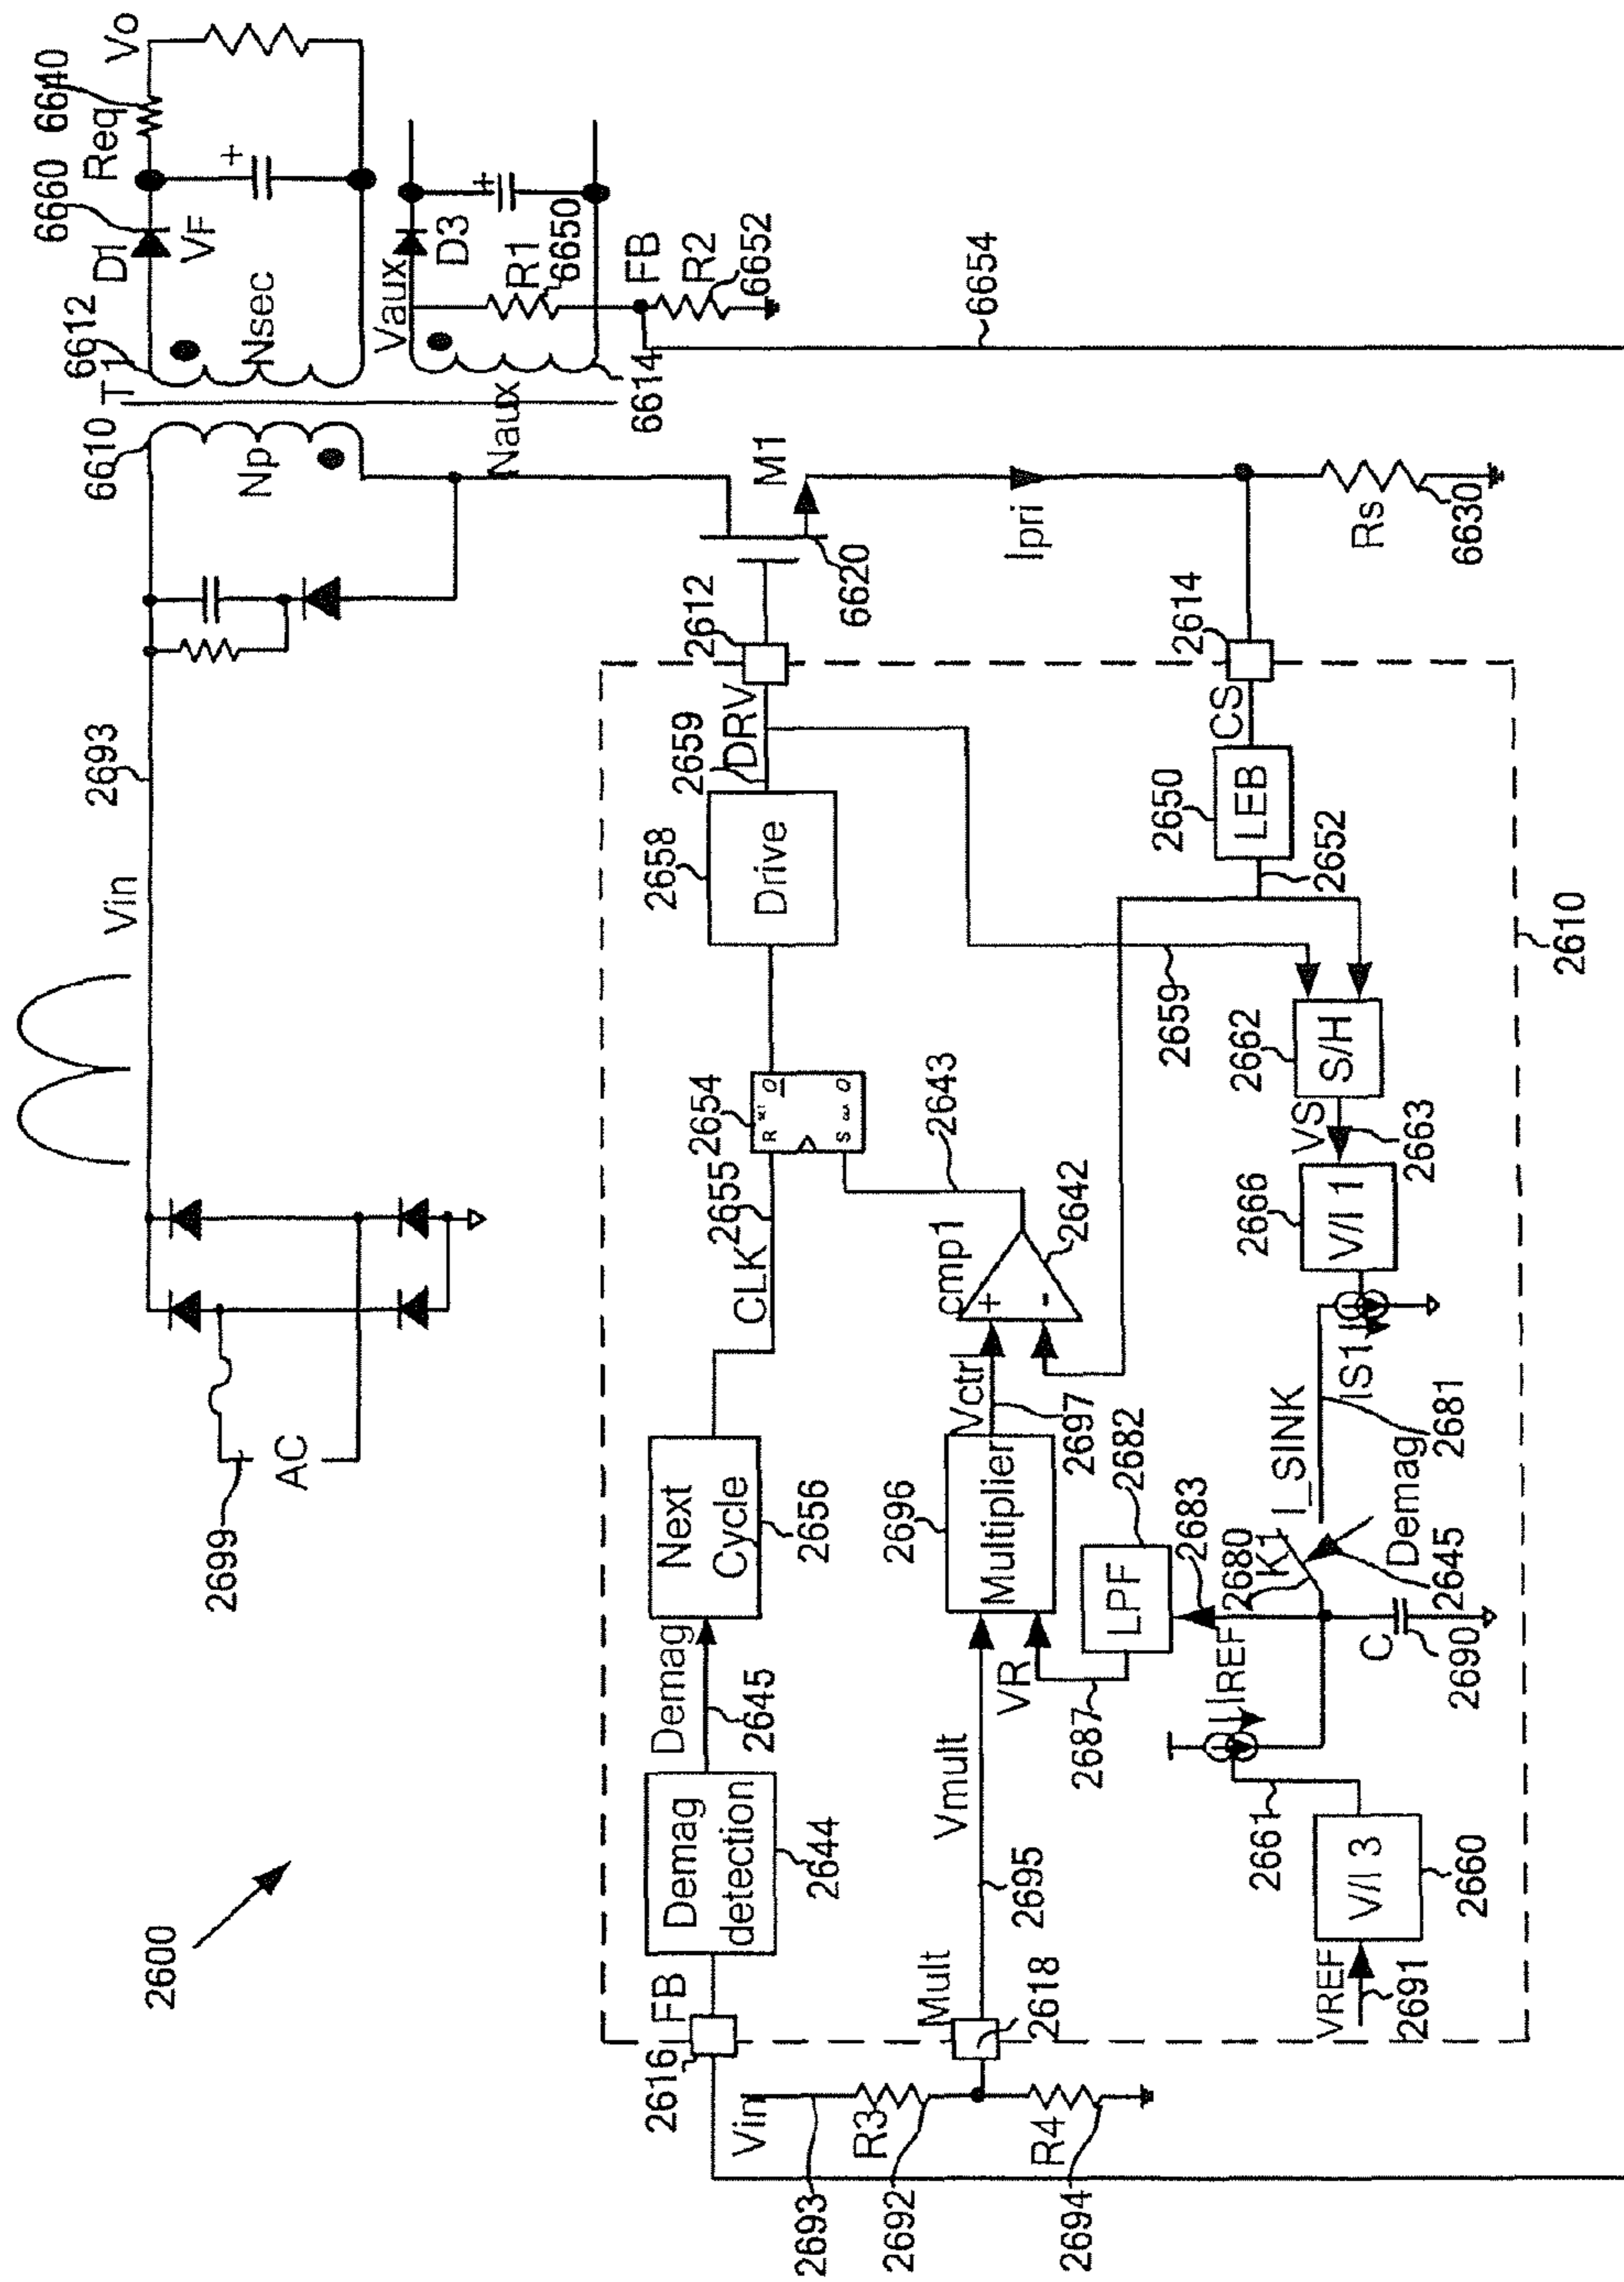 2600
2699
AC
Vin
2693
6610
T1
6612
Np
Nsec
D1
VF
6660
Req
6640
Vo
Naux
6614
Vaux
D3
R1
6650
FB
R2
6652
6654
M1
6620
Ipri
Rs
6630
2616
FB
Demag
detection
2644
Demag
2645
Next
Cycle
2656
CLK
2655
2654
R
SET
Q
S
CLR
Q
Drive
2658
2659
DRV
2612
Vin
2693
R3
2692
R4
2694
Mult
2618
Vmult
2695
Multiplier
2696
Vctrl
2697
cmp1
+
-
2642
2643
VR
2687
LPF
2682
2683
2659
2652
LEB
2650
CS
2614
S/H
2662
VS
2663
V/I 1
2666
IS1
I_SINK
2681
Demag
2645
K1
2680
C
2690
IREF
2661
V/I 3
2660
VREF
2691
2610